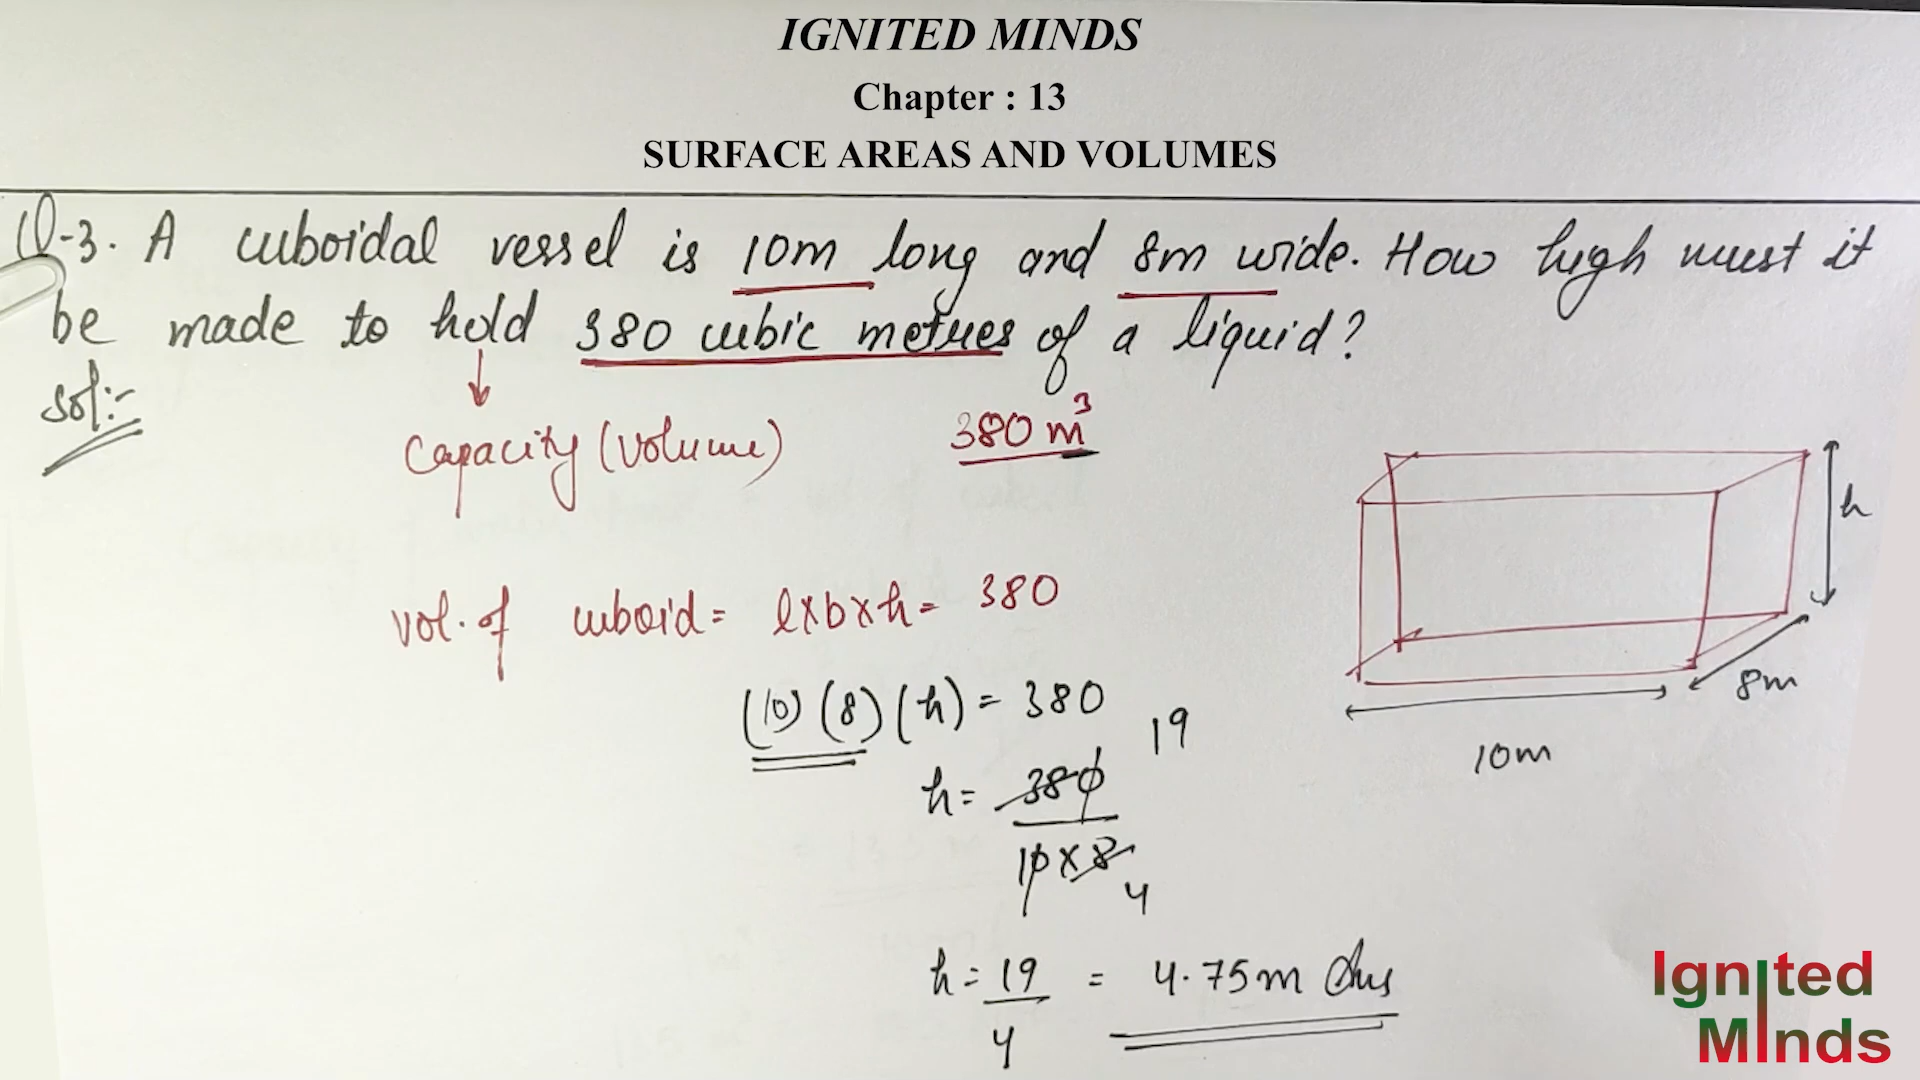 IGNITED MINDS
Chapter : 13
SURFACE AREAS AND VOLUMES
Q-3. A cuboidal vessel is 10m long and 8m wide. How high must it
be made to hold 380 cubic metres of a liquid?
Sol:-
Capacity (Volume) 380 m³
h
vol. of cuboid = l×b×h = 380
(10) (8) (h) = 380
8m
19
10m
h = 380
10 × 8
4
h = 19 = 4.75m Ans
4
Ignited
Minds